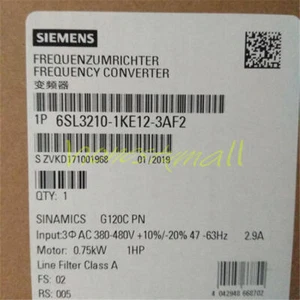 SIEMENS
FREQUENZUMRICHTER
FREQUENCY CONVERTER
变频器
1P 6SL3210-1KE12-3AF2
S ZVKD171001968 01/2019
QTY: 1
SINAMICS G120C PN
Input:3Φ AC 380-480V +10%/-20% 47 -63Hz 2.9A
Motor: 0.75kW 1HP
Line Filter Class A
FS: 02
RS: 005